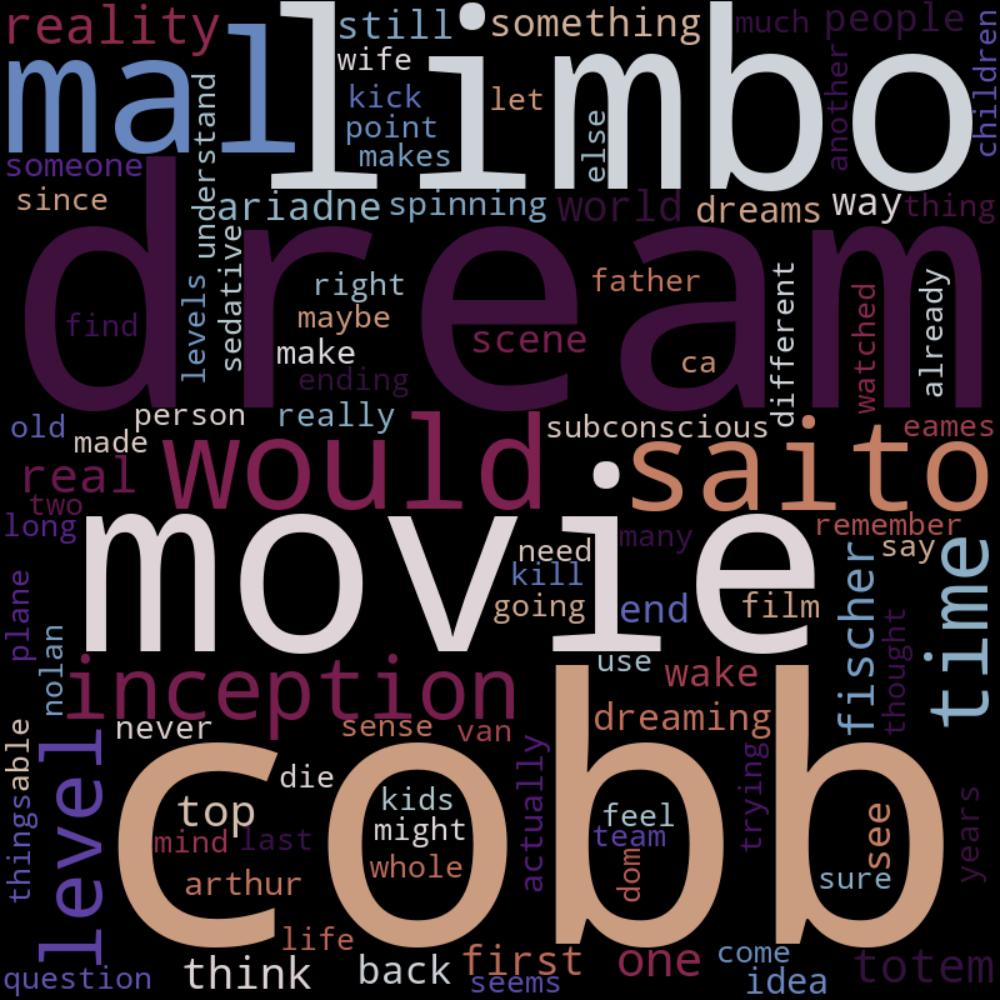 reality
still
something
much
people
children
mal
limbo
wife
kick
let
point
makes
else
another
understand
someone
since
ariadne
spinning
world
dreams
way
thing
dream
levels
sedative
right
father
different
watched
already
find
maybe
make
scene
ca
ending
old
person
really
subconscious
eames
made
would
saito
real
two
long
movie
need
many
remember
say
kill
going
end
film
time
plane
nolan
fischer
thought
inception
use
wake
never
sense
van
dreaming
able
things
level
cobb
die
actually
trying
top
kids
might
feel
team
see
years
mind
last
arthur
whole
dom
sure
life
question
think
back
first
seems
one
come
idea
totem